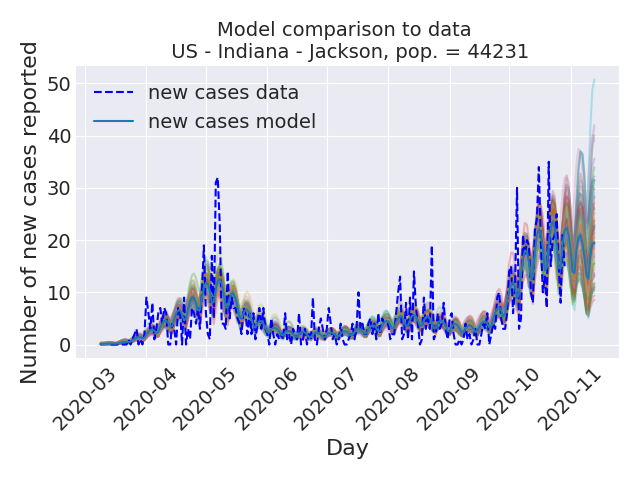 Model comparison to data
US - Indiana - Jackson, pop. = 44231
Number of new cases reported
50
40
30
20
10
0
new cases data
new cases model
2020-03
2020-04
2020-05
2020-06
2020-07
2020-08
2020-09
2020-10
2020-11
Day